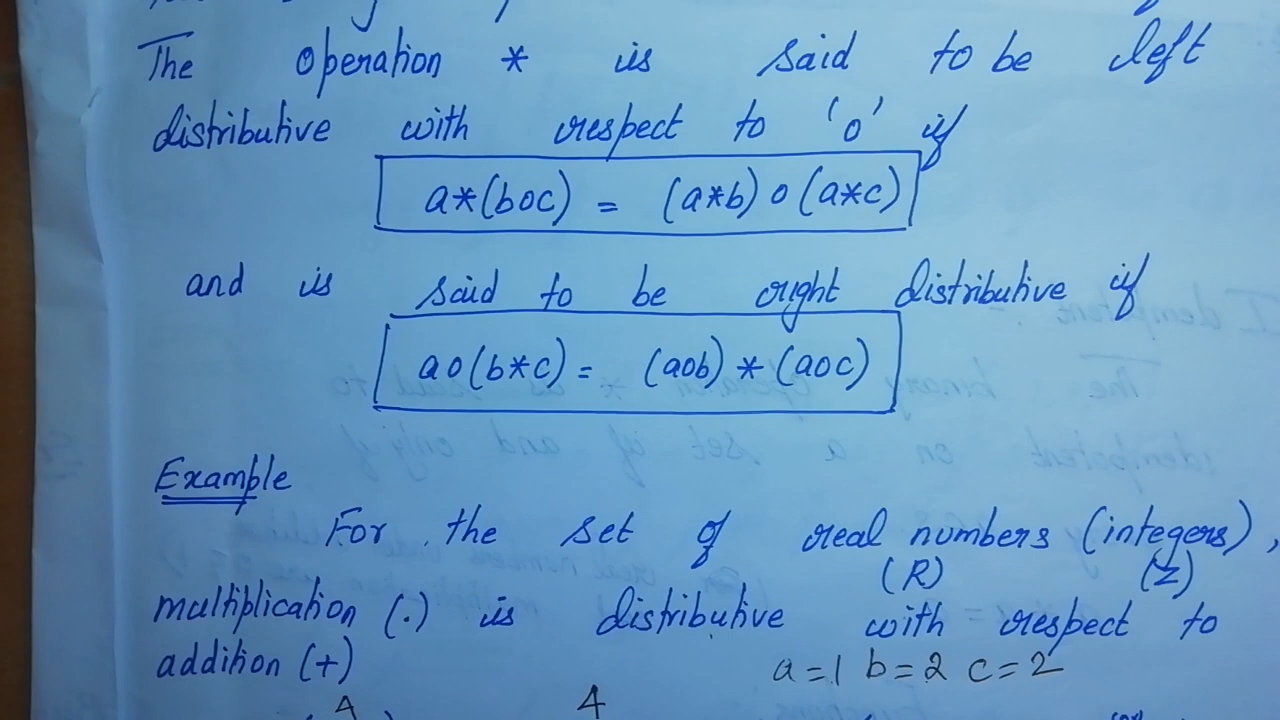 The operation * is said to be left
distributive with respect to 'o' if
a*(boc) = (a*b) o (a*c)
and is said to be right distributive if
ao(b*c) = (aob) * (aoc)
Example
For the set of real numbers (integers),
(R) (Z)
multiplication (.) is distributive with respect to
addition (+)
a=1 b=2 c=2
4 4